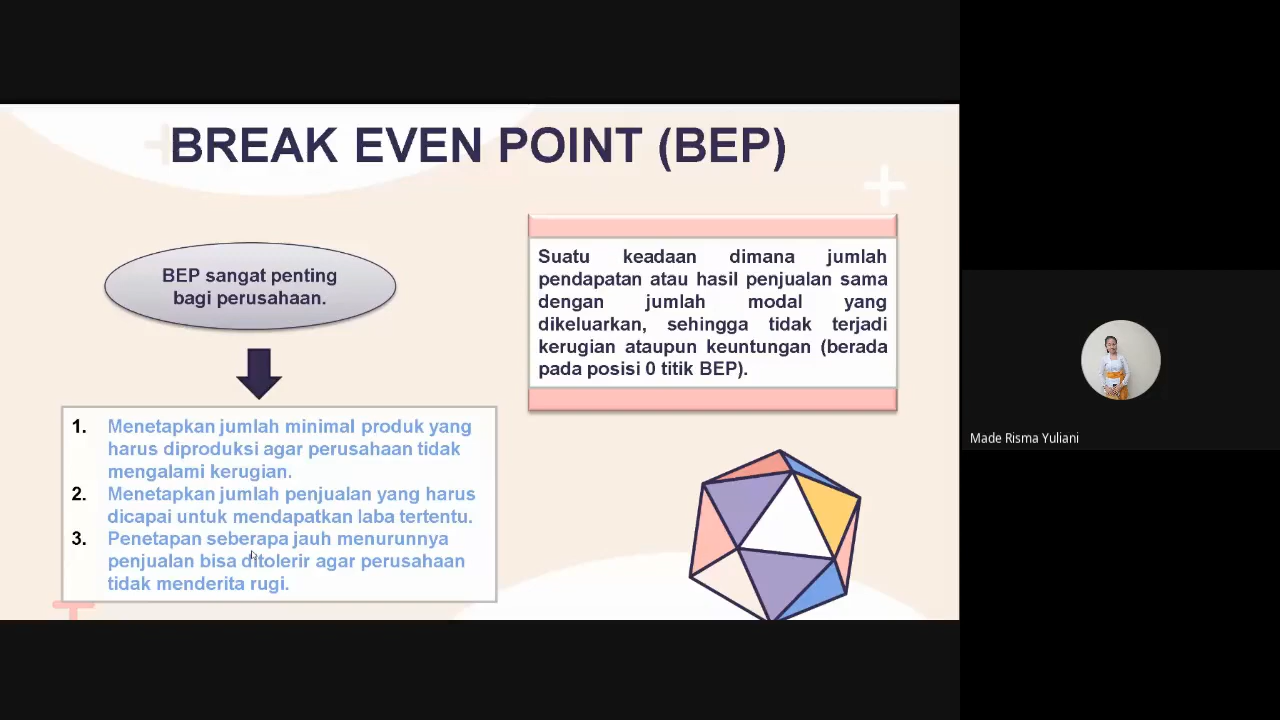 BREAK EVEN POINT (BEP)
BEP sangat penting
bagi perusahaan.
Suatu keadaan dimana jumlah
pendapatan atau hasil penjualan sama
dengan jumlah modal yang
dikeluarkan, sehingga tidak terjadi
kerugian ataupun keuntungan (berada
pada posisi 0 titik BEP).
1. Menetapkan jumlah minimal produk yang
harus diproduksi agar perusahaan tidak
mengalami kerugian.
2. Menetapkan jumlah penjualan yang harus
dicapai untuk mendapatkan laba tertentu.
3. Penetapan seberapa jauh menurunnya
penjualan bisa ditolerir agar perusahaan
tidak menderita rugi.
Made Risma Yuliani